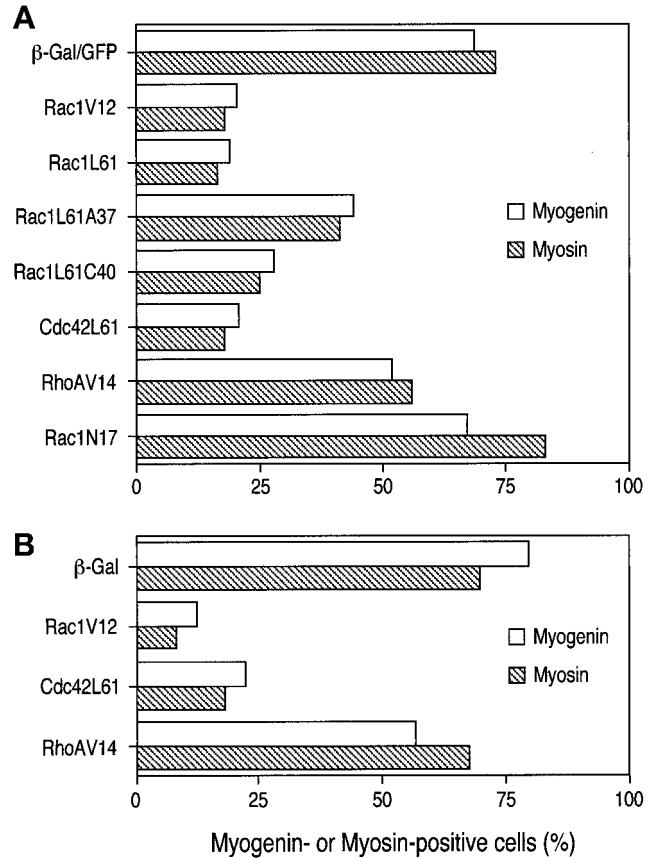 A
β-Gal/GFP
Rac1V12
Rac1L61
Rac1L61A37
Rac1L61C40
Cdc42L61
RhoAV14
Rac1N17
Myogenin
Myosin
0 25 50 75 100
B
β-Gal
Rac1V12
Cdc42L61
RhoAV14
Myogenin
Myosin
0 25 50 75 100
Myogenin- or Myosin-positive cells (%)